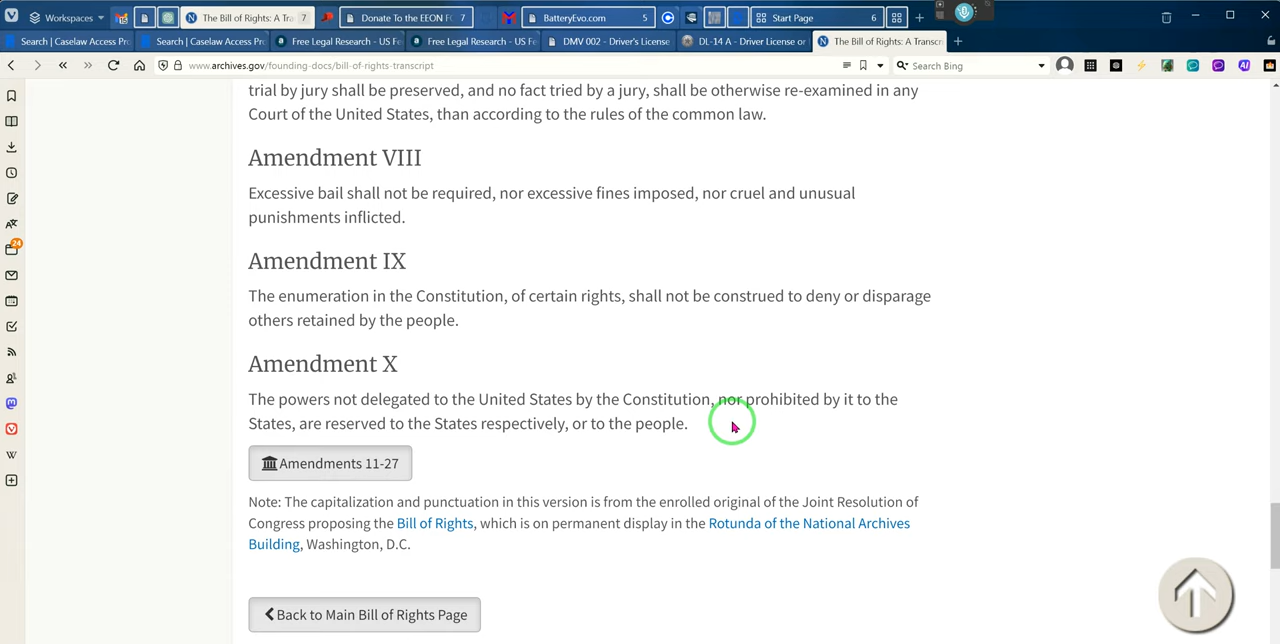 Workspaces
The Bill of Rights: A Tra
7
Donate To the EEON F
7
BatteryEvo.com
5
Start Page
6
Search | Caselaw Access Pr
Search | Caselaw Access Pro
Free Legal Research - US Fe
Free Legal Research - US Fe
DMV 002 - Driver's License
DL-14 A - Driver License or
The Bill of Rights: A Transcr
www.archives.gov/founding-docs/bill-of-rights-transcript
Search Bing
24
trial by jury shall be preserved, and no fact tried by a jury, shall be otherwise re-examined in any
Court of the United States, than according to the rules of the common law.
Amendment VIII
Excessive bail shall not be required, nor excessive fines imposed, nor cruel and unusual
punishments inflicted.
Amendment IX
The enumeration in the Constitution, of certain rights, shall not be construed to deny or disparage
others retained by the people.
Amendment X
The powers not delegated to the United States by the Constitution, nor prohibited by it to the
States, are reserved to the States respectively, or to the people.
Amendments 11-27
Note: The capitalization and punctuation in this version is from the enrolled original of the Joint Resolution of
Congress proposing the Bill of Rights, which is on permanent display in the Rotunda of the National Archives
Building, Washington, D.C.
Back to Main Bill of Rights Page